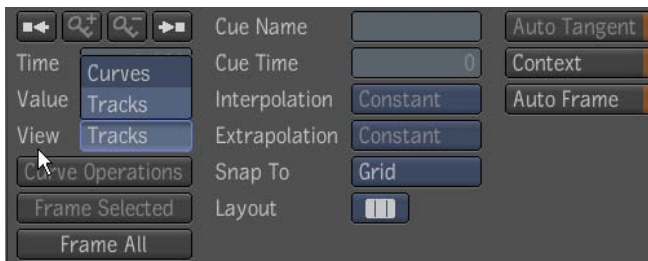 Cue Name
Auto Tangent
Time
Curves
Cue Time
0
Context
Value
Tracks
Interpolation
Constant
Auto Frame
View
Tracks
Extrapolation
Constant
Curve Operations
Snap To
Grid
Frame Selected
Layout
Frame All